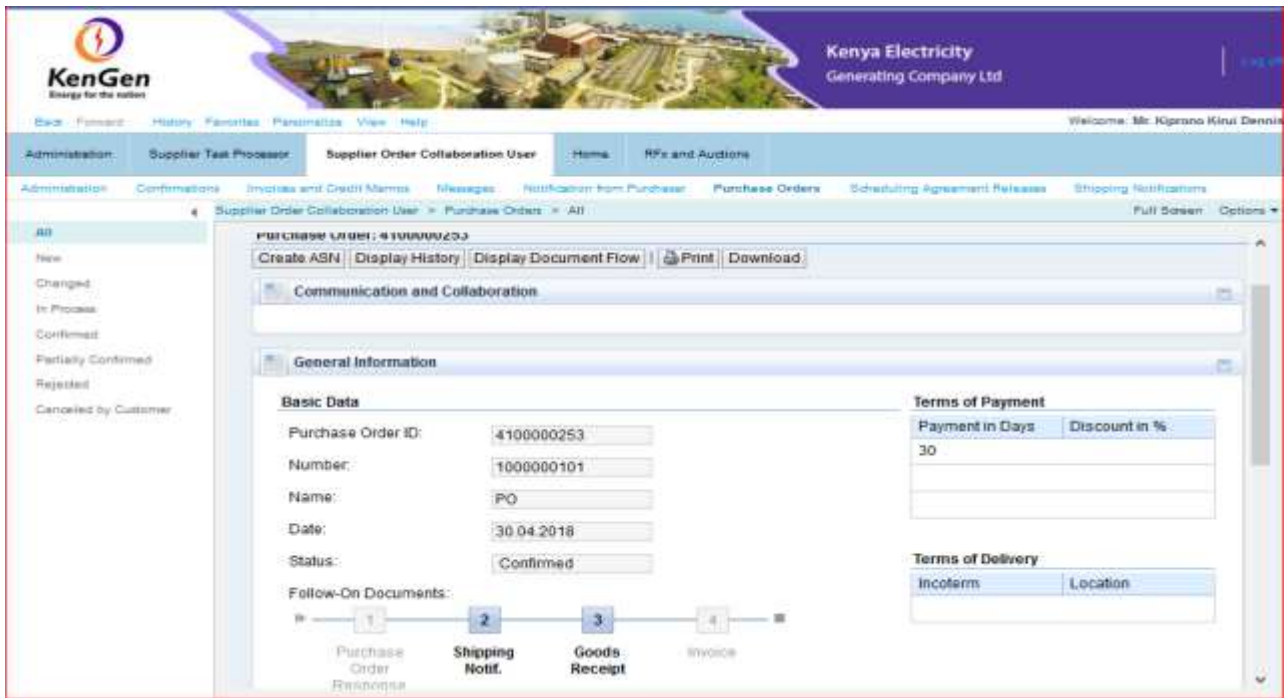 KenGen
Energy for the nation
Kenya Electricity
Generating Company Ltd
Back Forward History Favorites Personalize View Help
Welcome: Mr. Kiprono Kirui Dennis
Administration Supplier Test Processor Supplier Order Collaboration User Home RFx and Auctions
Administration Confirmations Invoices and Credit Memos Messages Notification from Purchaser Purchase Orders Scheduling Agreement Releases Shipping Notifications
Supplier Order Collaboration User > Purchase Orders > All Full Screen Options
All
New
Changed
In Process
Confirmed
Partially Confirmed
Rejected
Canceled by Customer
Purchase Order: 4100000253
Create ASN Display History Display Document Flow Print Download
Communication and Collaboration
General Information
Basic Data
Purchase Order ID: 4100000253
Number: 1000000101
Name: PO
Date: 30.04.2018
Status: Confirmed
Follow-On Documents:
1 2 3 4
Purchase Order Response Shipping Notif. Goods Receipt Invoice
Terms of Payment
Payment in Days Discount in %
30
Terms of Delivery
Incoterm Location